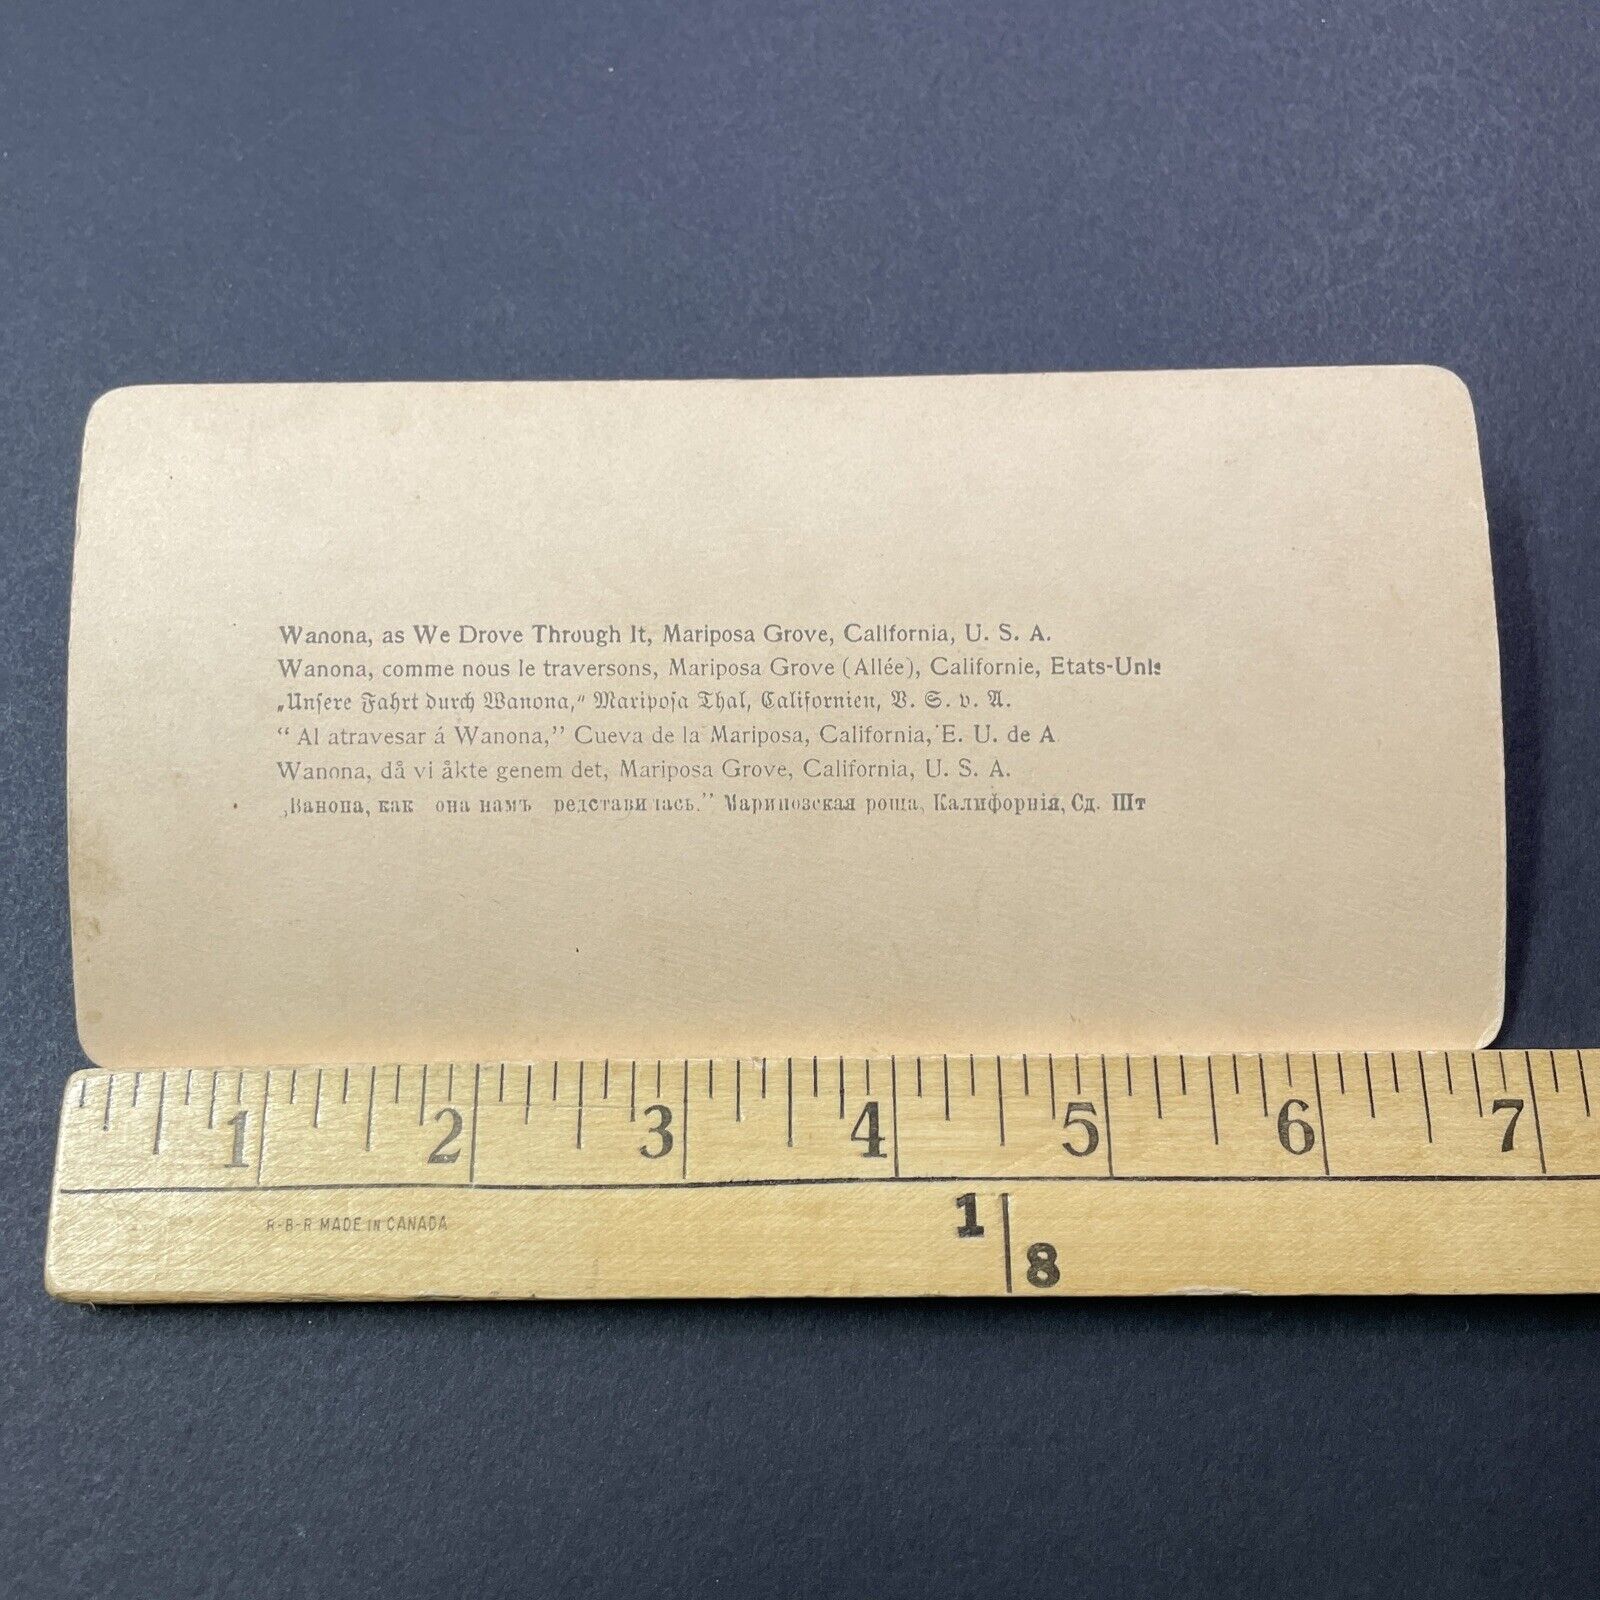 Wanona, as We Drove Through It, Mariposa Grove, California, U. S. A.
Wanona, comme nous le traversons, Mariposa Grove (Allée), Californie, Etats-Unis
„Unsere Fahrt durch Wanona," Mariposa Thal, Californien, V. S. v. A.
“ Al atravesar á Wanona,” Cueva de la Mariposa, California, E. U. de A
Wanona, då vi åkte genem det, Mariposa Grove, California, U. S. A.
„Ванона, как она намъ редставилась.” Марипозская роща, Калифорнія, Сд. Шт
1 2 3 4 5 6 7
R-B-R MADE IN CANADA
1
8